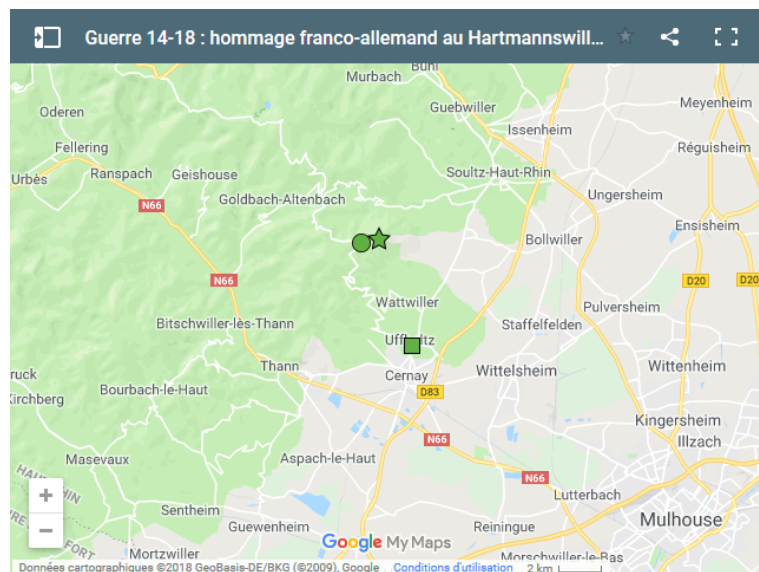 Guerre 14-18 : hommage franco-allemand au Hartmannswill...
Buhl
Murbach
Oderen
Guebwiller
Meyenheim
Issenheim
Fellering
Réguisheim
Urbès
Ranspach
Geishouse
Soultz-Haut-Rhin
Goldbach-Altenbach
Ungersheim
N66
Ensisheim
Bollwiller
N66
D20
D20
Wattwiller
Pulversheim
Bitschwiller-lès-Thann
Staffelfelden
Thann
Cernay
Wittelsheim
Wittenheim
Bourbach-le-Haut
D83
Kirchberg
Kingersheim
N66
Illzach
Masevaux
Aspach-le-Haut
N66
+
Lutterbach
Sentheim
Mulhouse
−
Guewenheim
Reiningue
Google My Maps
Mortzwiller
Morschwiller-le-Bas
Données cartographiques ©2018 GeoBasis-DE/BKG (©2009), Google
Conditions d'utilisation
2 km